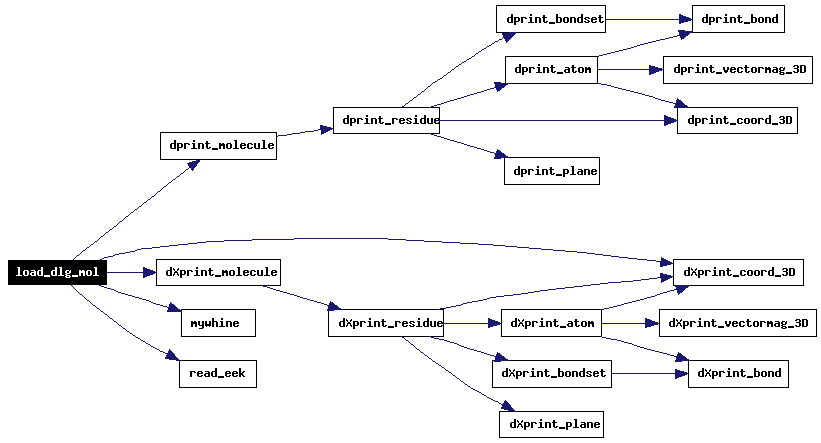 dprint_bondset
dprint_bond
dprint_atom
dprint_vectormag_3D
dprint_residue
dprint_coord_3D
dprint_molecule
dprint_plane
load_dlg_mol
dXprint_molecule
dXprint_coord_3D
mywhine
dXprint_residue
dXprint_atom
dXprint_vectormag_3D
read_eek
dXprint_bondset
dXprint_bond
dXprint_plane